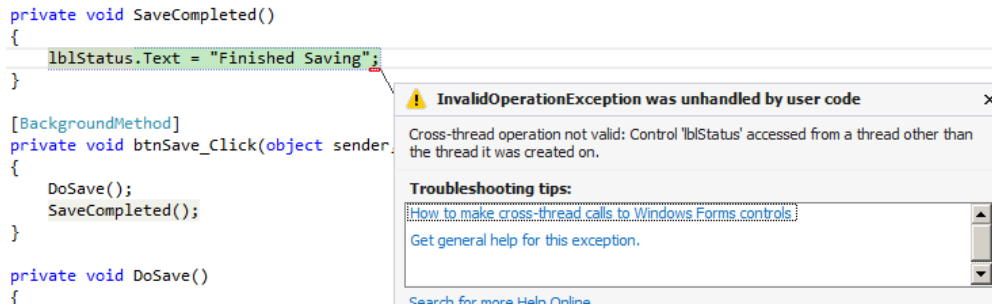 private void SaveCompleted()
{
lblStatus.Text = "Finished Saving";
}
[BackgroundMethod]
private void btnSave_Click(object sender,
{
DoSave();
SaveCompleted();
}
private void DoSave()
{
InvalidOperationException was unhandled by user code
Cross-thread operation not valid: Control 'lblStatus' accessed from a thread other than
the thread it was created on.
Troubleshooting tips:
How to make cross-thread calls to Windows Forms controls
Get general help for this exception.
Search for more Help Online